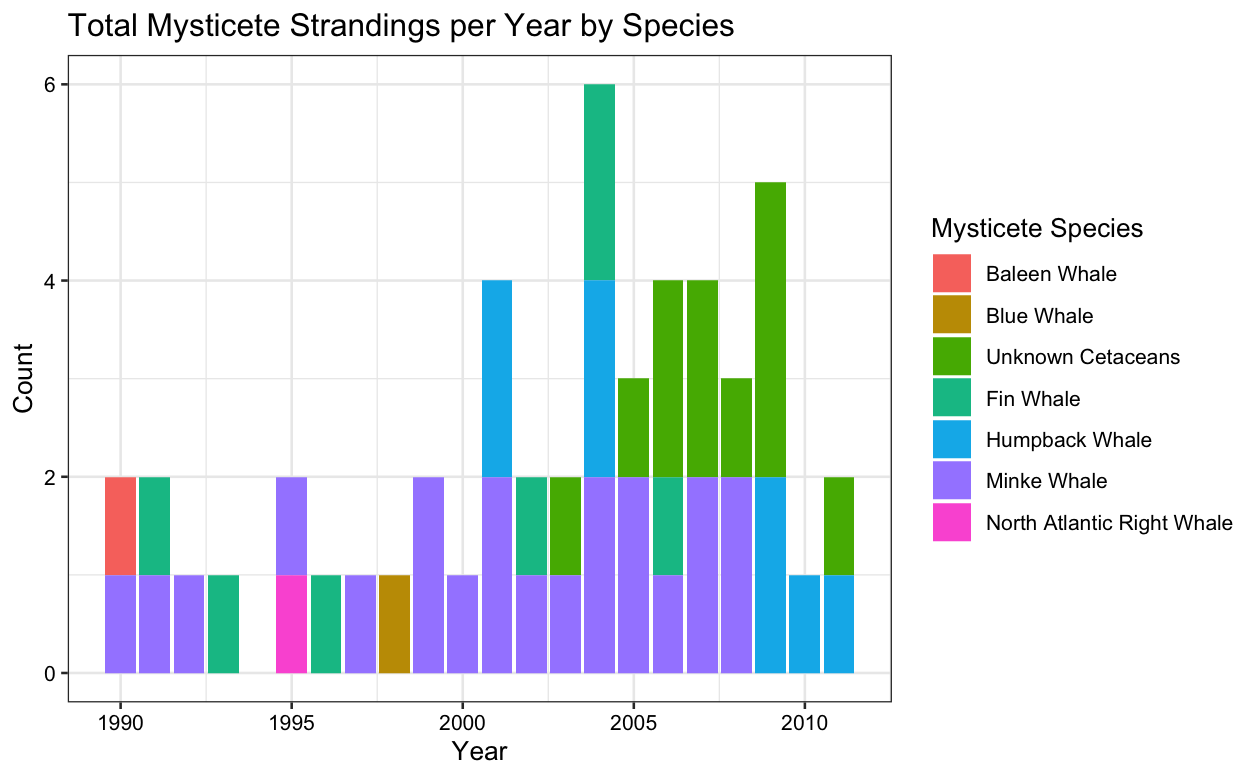 Total Mysticete Strandings per Year by Species
6
4
2
0
Count
1990 1995 2000 2005 2010
Year
Mysticete Species
Baleen Whale
Blue Whale
Unknown Cetaceans
Fin Whale
Humpback Whale
Minke Whale
North Atlantic Right Whale